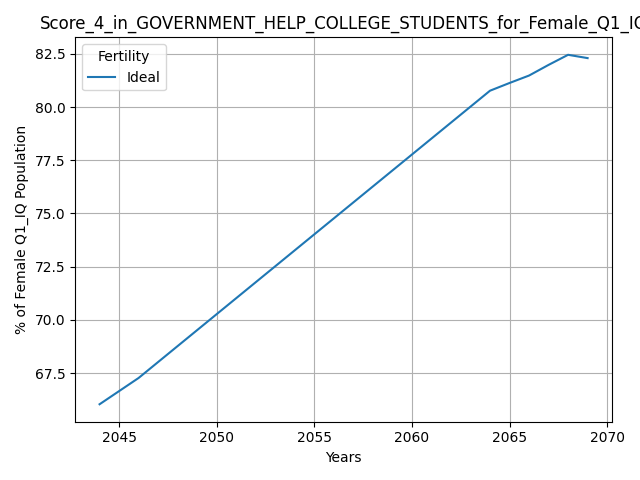 Score_4_in_GOVERNMENT_HELP_COLLEGE_STUDENTS_for_Female_Q1_IQ
Fertility
Ideal
82.5
80.0
77.5
75.0
72.5
70.0
67.5
% of Female Q1_IQ Population
2045 2050 2055 2060 2065 2070
Years